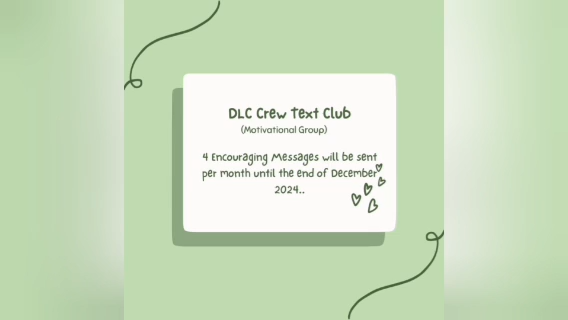 DLC Crew Text Club
(Motivational Group)
4 Encouraging Messages will be sent
per month until the end of December
2024..